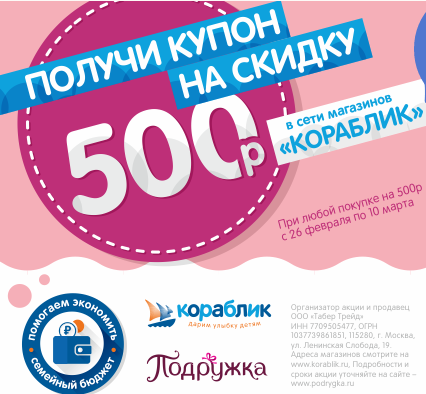 ПОЛУЧИ КУПОН
НА СКИДКУ
500р
в сети магазинов
«КОРАБЛИК»
При любой покупке на 500р
с 26 февраля по 10 марта
помогаем экономить
семейный бюджет
кораблик
дарим улыбку детям
Подружка
Организатор акции и продавец
ООО «Табер Трейд»
ИНН 7709505477, ОГРН
1037739861851, 115280, г. Москва,
ул. Ленинская Слобода, 19.
Адреса магазинов смотрите на
www.korablik.ru, Подробности и
сроки акции уточняйте на сайте –
www.podrygka.ru